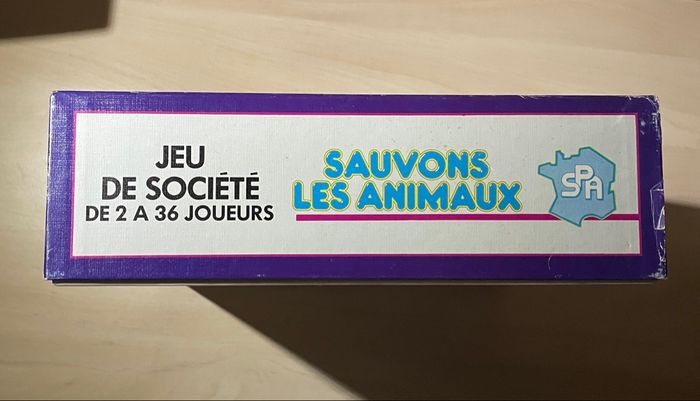 JEU
DE SOCIÉTÉ
DE 2 A 36 JOUEURS
SAUVONS
LES ANIMAUX
SPA